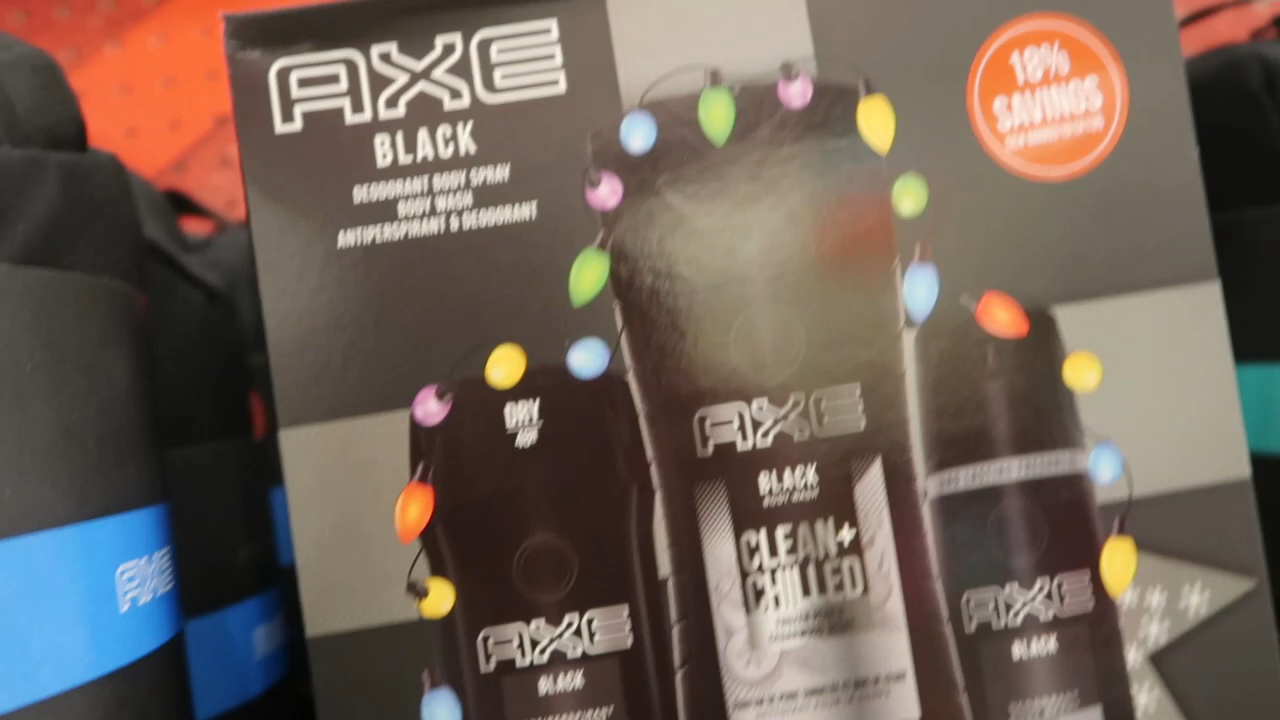 AXE
BLACK
DEODORANT BODY SPRAY
BODY WASH
ANTIPERSPIRANT & DEODORANT
18%
SAVINGS
DRY
48H
AXE
BLACK
BODY WASH
CLEAN+
CHILLED
AXE
BLACK
AXE
BLACK
AXE